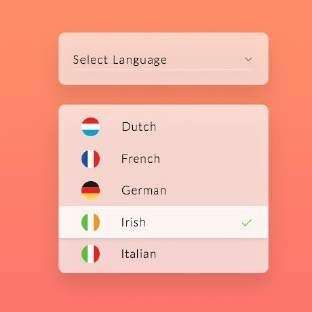 Select Language
Dutch
French
German
Irish
Italian